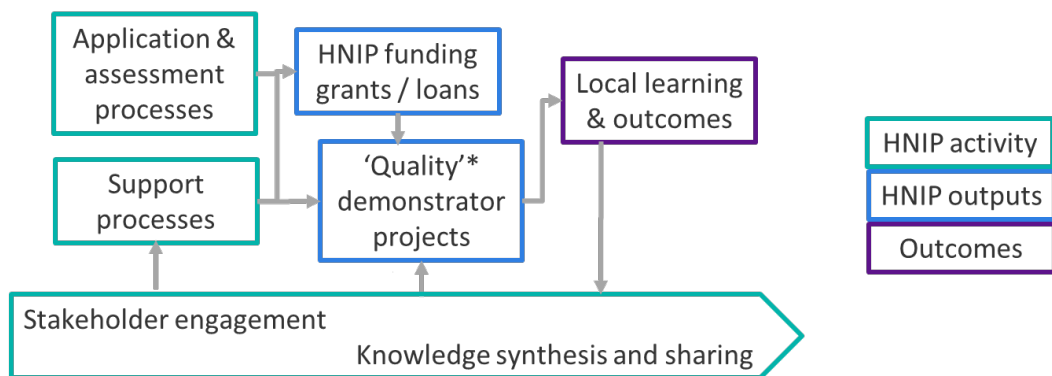 Application &
assessment
processes
HNIP funding
grants / loans
Local learning
& outcomes
Support
processes
‘Quality’*
demonstrator
projects
Stakeholder engagement
Knowledge synthesis and sharing
HNIP activity
HNIP outputs
Outcomes